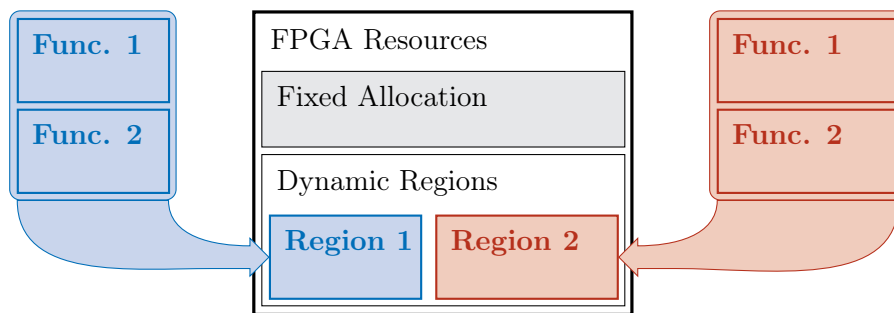 Func. 1
Func. 2
FPGA Resources
Fixed Allocation
Dynamic Regions
Region 1
Region 2
Func. 1
Func. 2